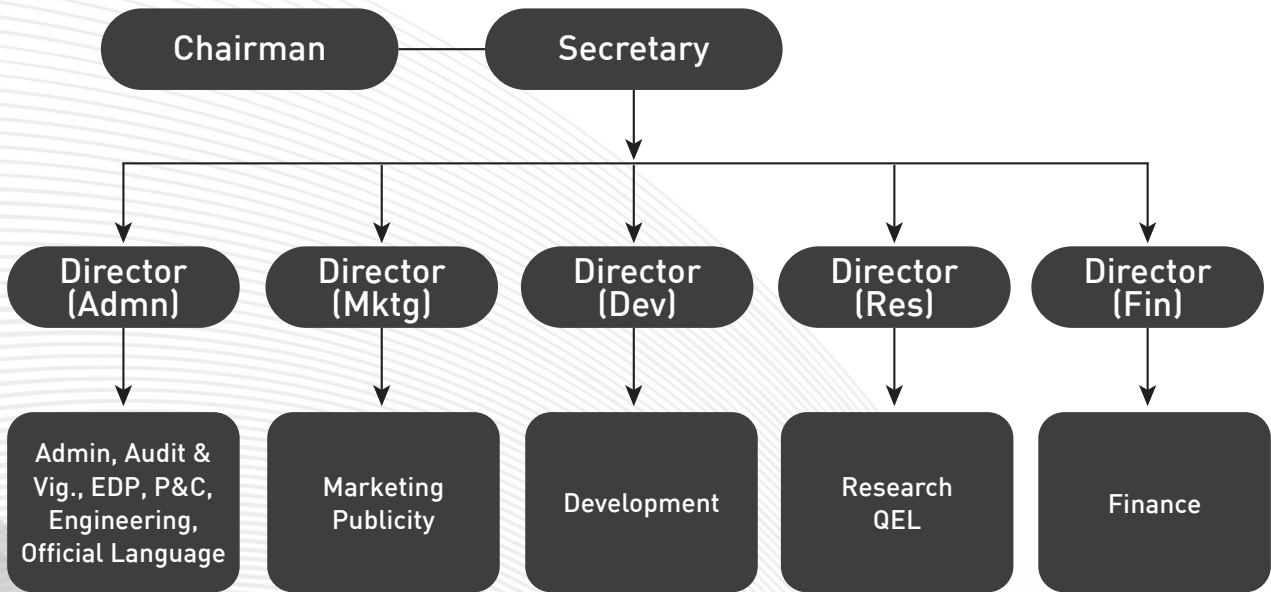 Chairman
Secretary
Director
(Admn)
Director
(Mktg)
Director
(Dev)
Director
(Res)
Director
(Fin)
Admin, Audit &
Vig., EDP, P&C,
Engineering,
Official Language
Marketing
Publicity
Development
Research
QEL
Finance